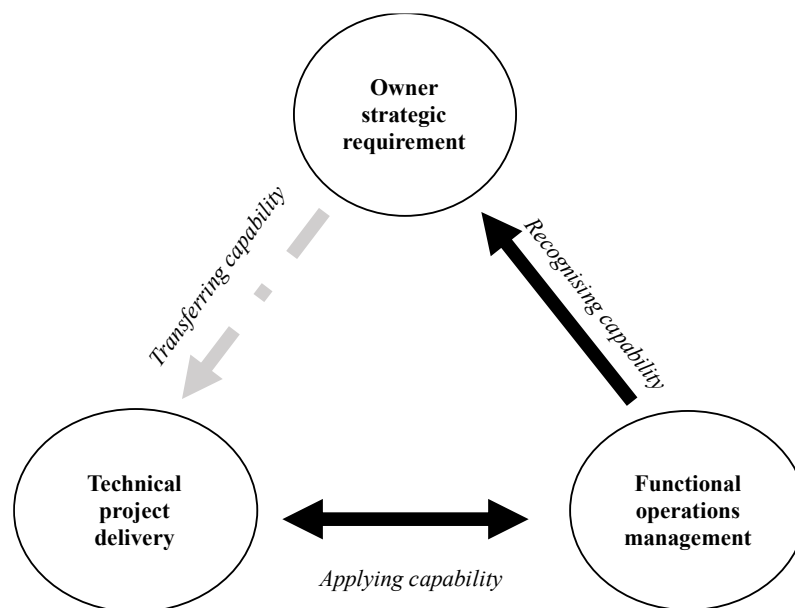 Owner
strategic
requirement
Transferring capability
Recognising capability
Technical
project
delivery
Functional
operations
management
Applying capability